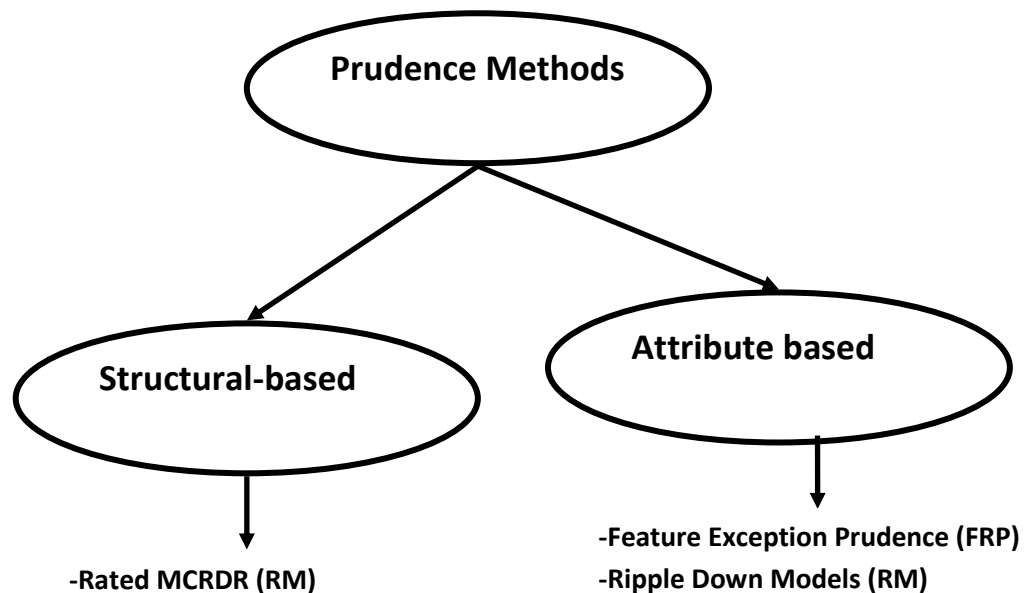 Prudence Methods
Structural-based
Attribute based
-Rated MCRDR (RM)
-Feature Exception Prudence (FRP)
-Ripple Down Models (RM)